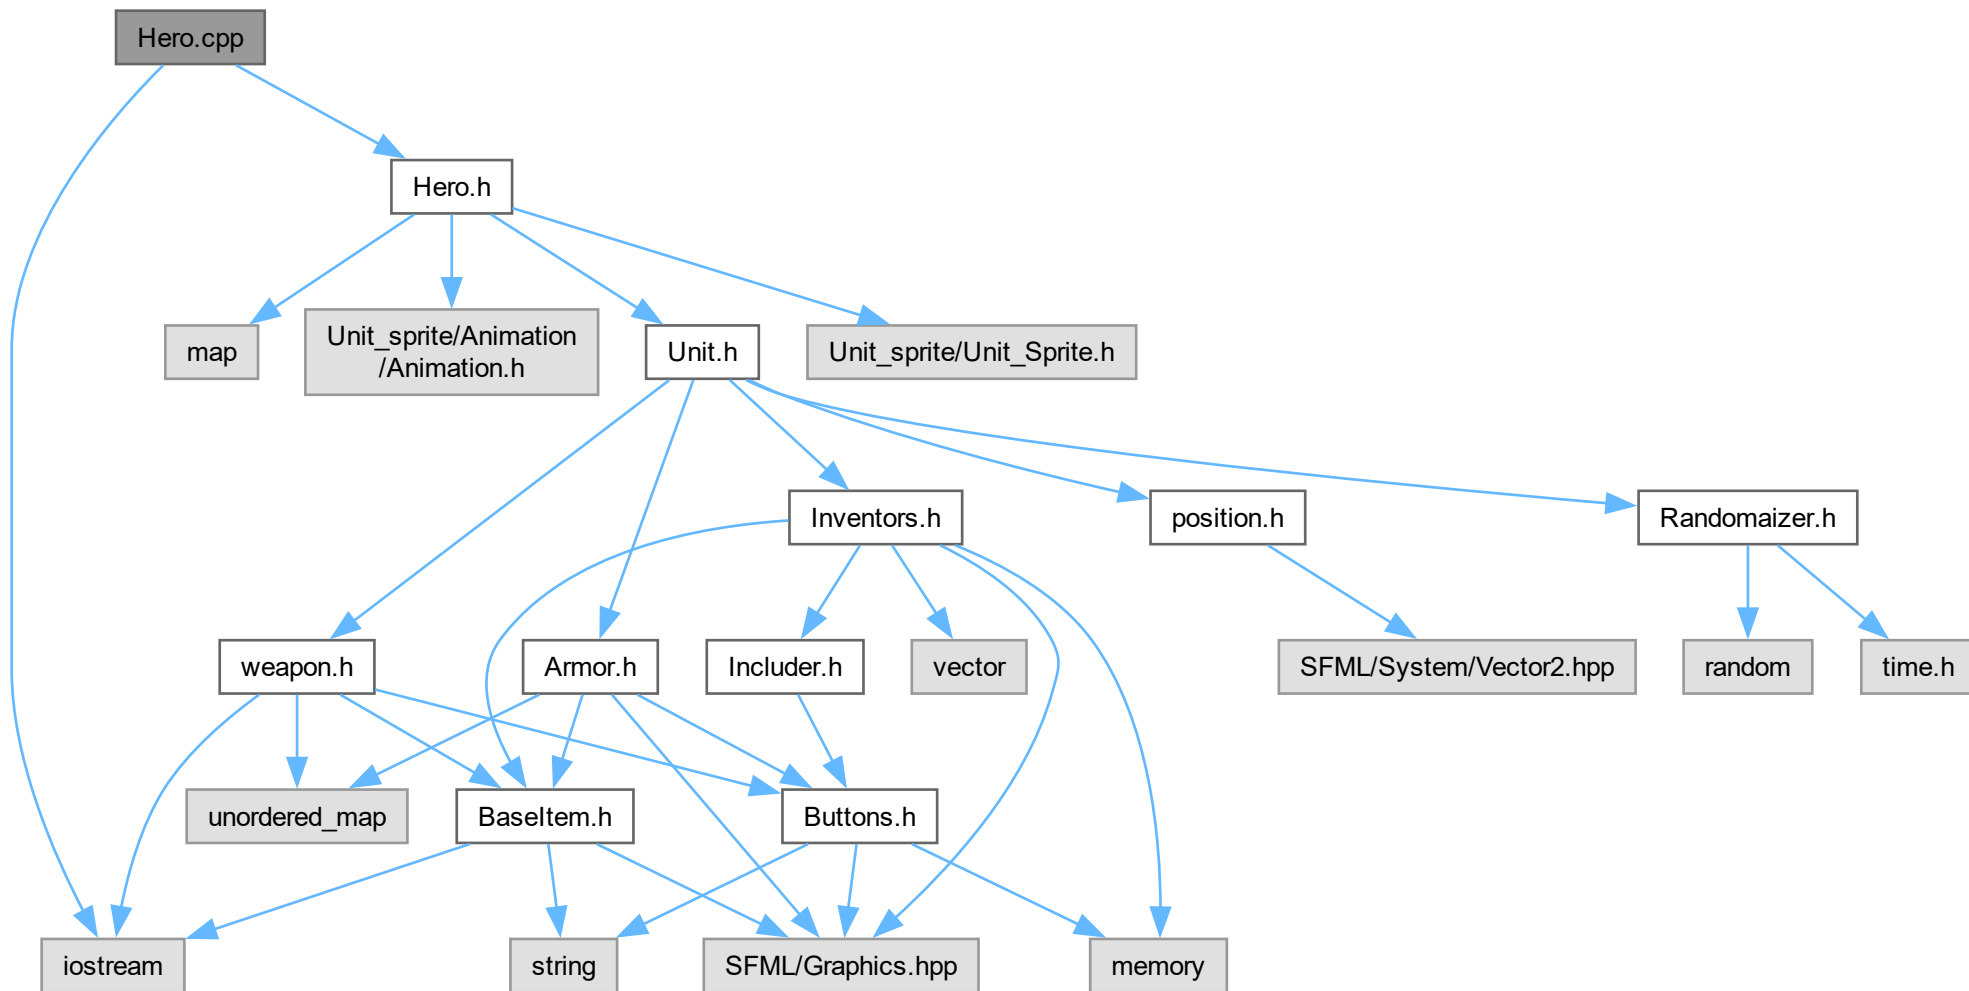 Hero.cpp
Hero.h
map
Unit_sprite/Animation
/Animation.h
Unit.h
Unit_sprite/Unit_Sprite.h
Inventors.h
position.h
Randomaizer.h
weapon.h
Armor.h
Includer.h
vector
SFML/System/Vector2.hpp
random
time.h
unordered_map
BaseItem.h
Buttons.h
iostream
string
SFML/Graphics.hpp
memory